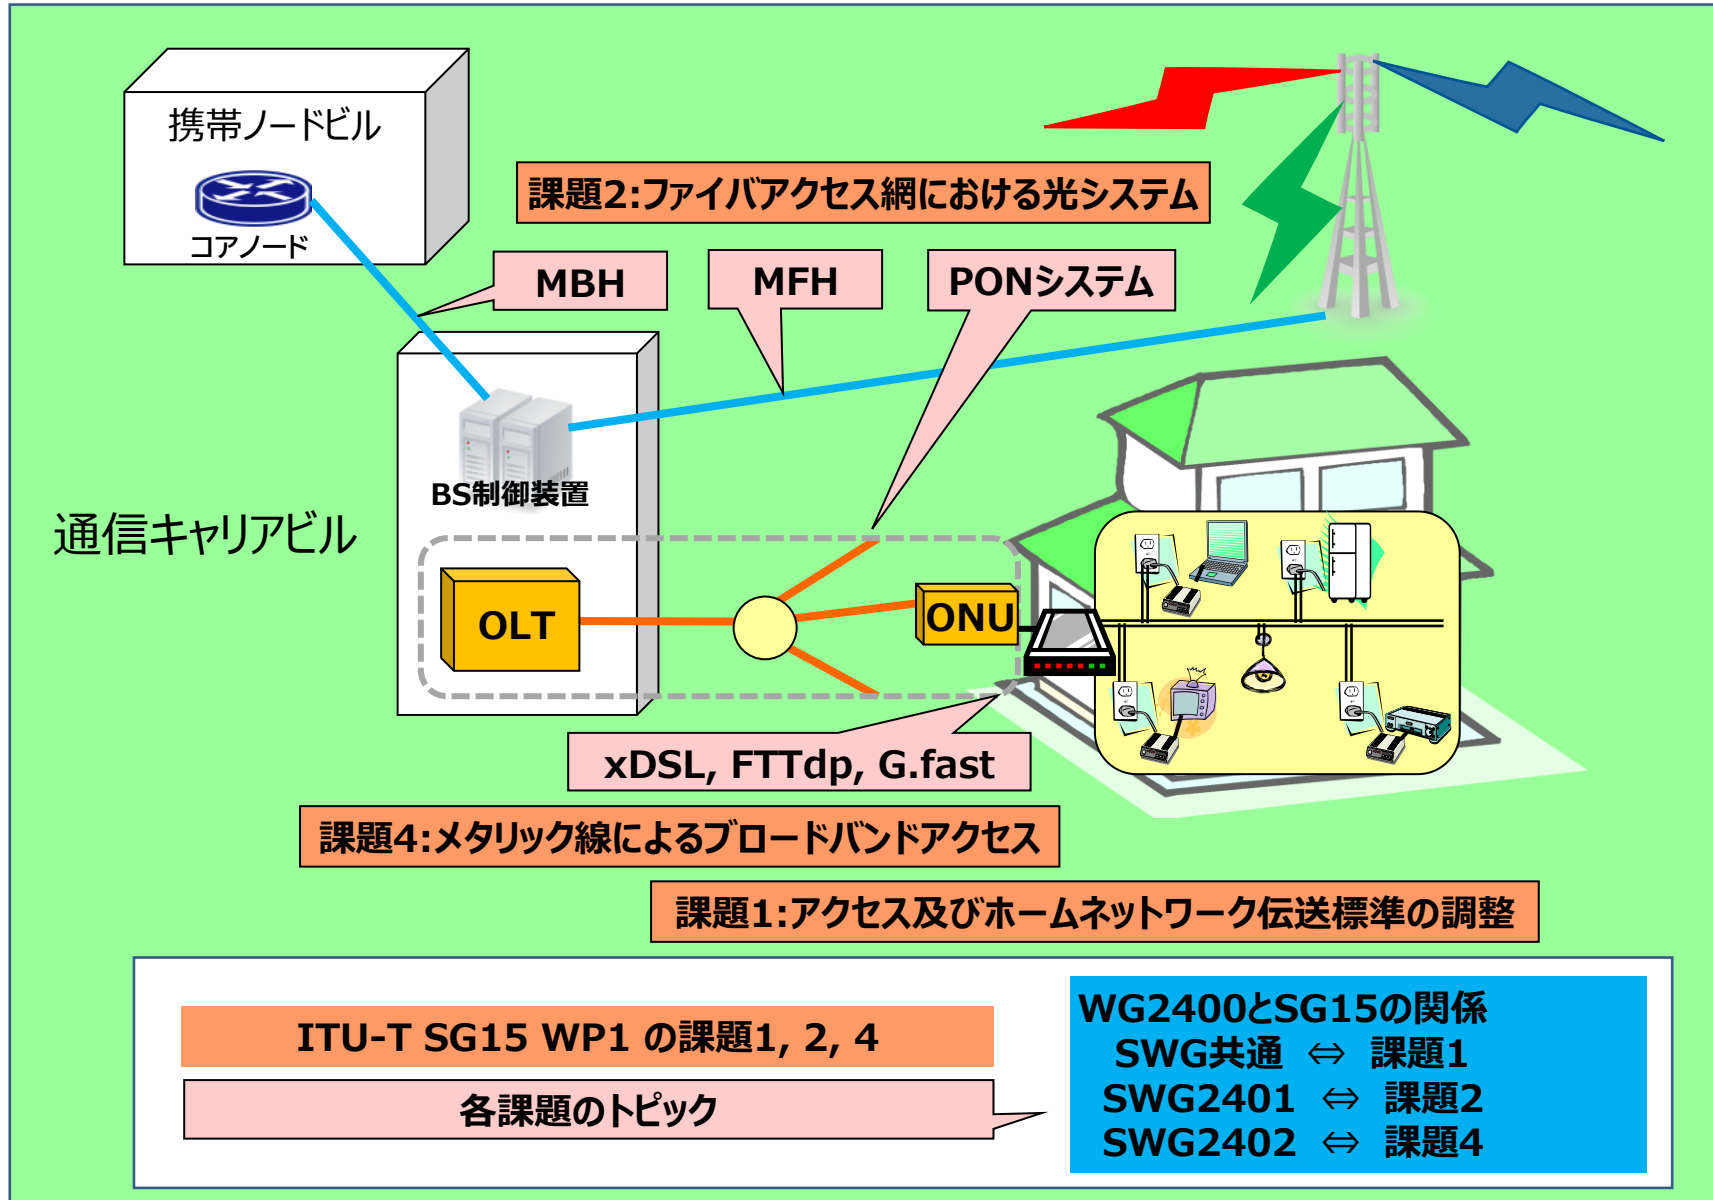 携帯ノードビル
コアノード
課題2:ファイバアクセス網における光システム
MBH
MFH
PONシステム
BS制御装置
通信キャリアビル
OLT
ONU
xDSL, FTTdp, G.fast
課題4:メタリック線によるブロードバンドアクセス
課題1:アクセス及びホームネットワーク伝送標準の調整
ITU-T SG15 WP1 の課題1, 2, 4
各課題のトピック
WG2400とSG15の関係
SWG共通 ⇔ 課題1
SWG2401 ⇔ 課題2
SWG2402 ⇔ 課題4